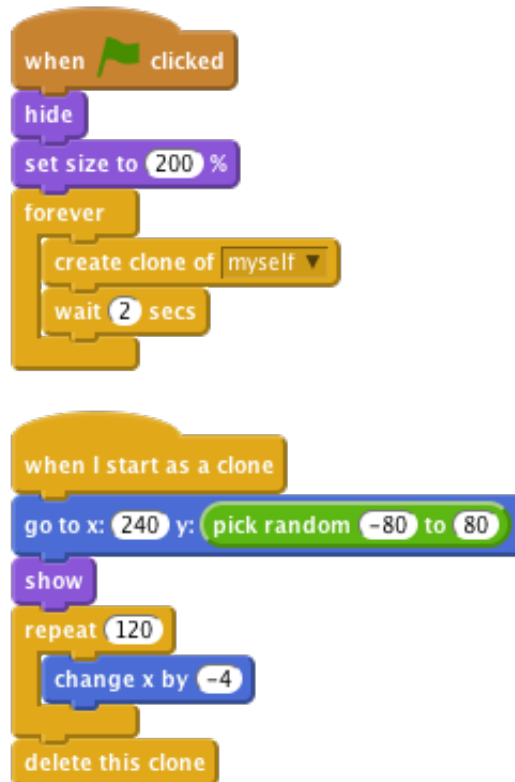 when clicked
hide
set size to 200 %
forever
create clone of myself
wait 2 secs
when I start as a clone
go to x: 240 y: pick random -80 to 80
show
repeat 120
change x by -4
delete this clone